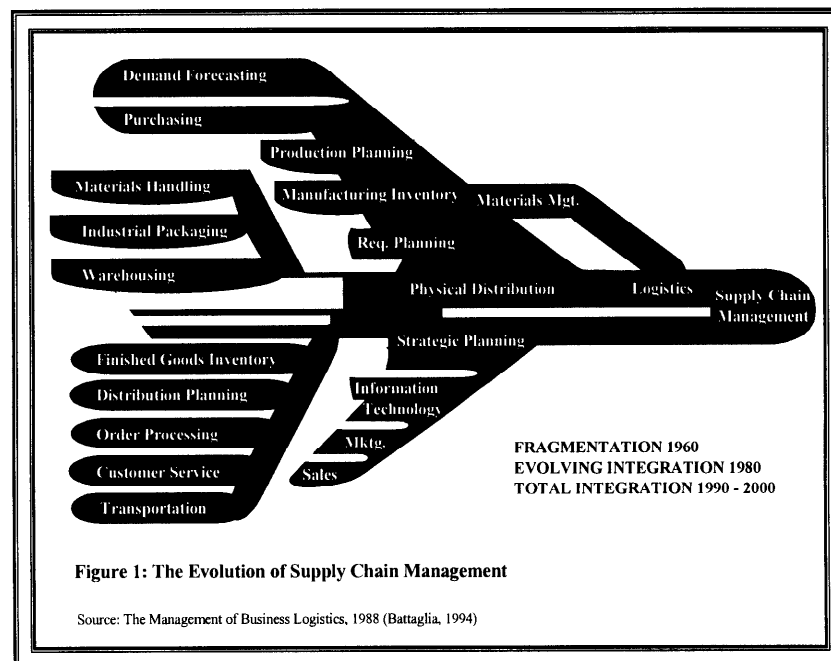 Demand Forecasting
Purchasing
Production Planning
Materials Handling
Manufacturing Inventory
Materials Mgt.
Industrial Packaging
Req. Planning
Warehousing
Physical Distribution
Logistics
Supply Chain
Management
Strategic Planning
Finished Goods Inventory
Information
Technology
Distribution Planning
Order Processing
Mktg.
Customer Service
Sales
Transportation
FRAGMENTATION 1960
EVOLVING INTEGRATION 1980
TOTAL INTEGRATION 1990 - 2000
Figure 1: The Evolution of Supply Chain Management
Source: The Management of Business Logistics, 1988 (Battaglia, 1994)